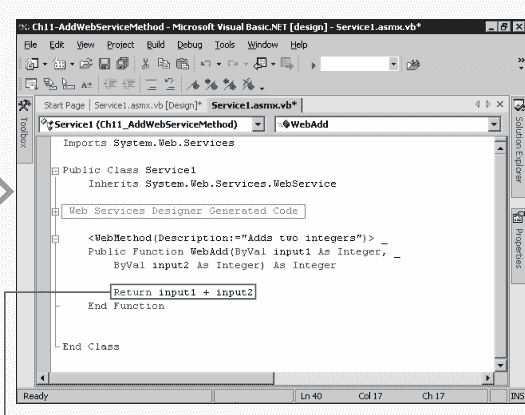 Ch11-AddWebServiceMethod - Microsoft Visual Basic.NET [design] - Service1.asmx.vb*
File Edit View Project Build Debug Tools Window Help
Start Page Service1.asmx.vb [Design]* Service1.asmx.vb*
Service1 (Ch11_AddWebServiceMethod) WebAdd
Toolbox
Solution Explorer
Properties
Imports System.Web.Services
Public Class Service1
Inherits System.Web.Services.WebService
Web Services Designer Generated Code
<WebMethod(Description:="Adds two integers")> _
Public Function WebAdd(ByVal input1 As Integer, _
ByVal input2 As Integer) As Integer
Return input1 + input2
End Function
End Class
Ready Ln 40 Col 17 Ch 17 INS